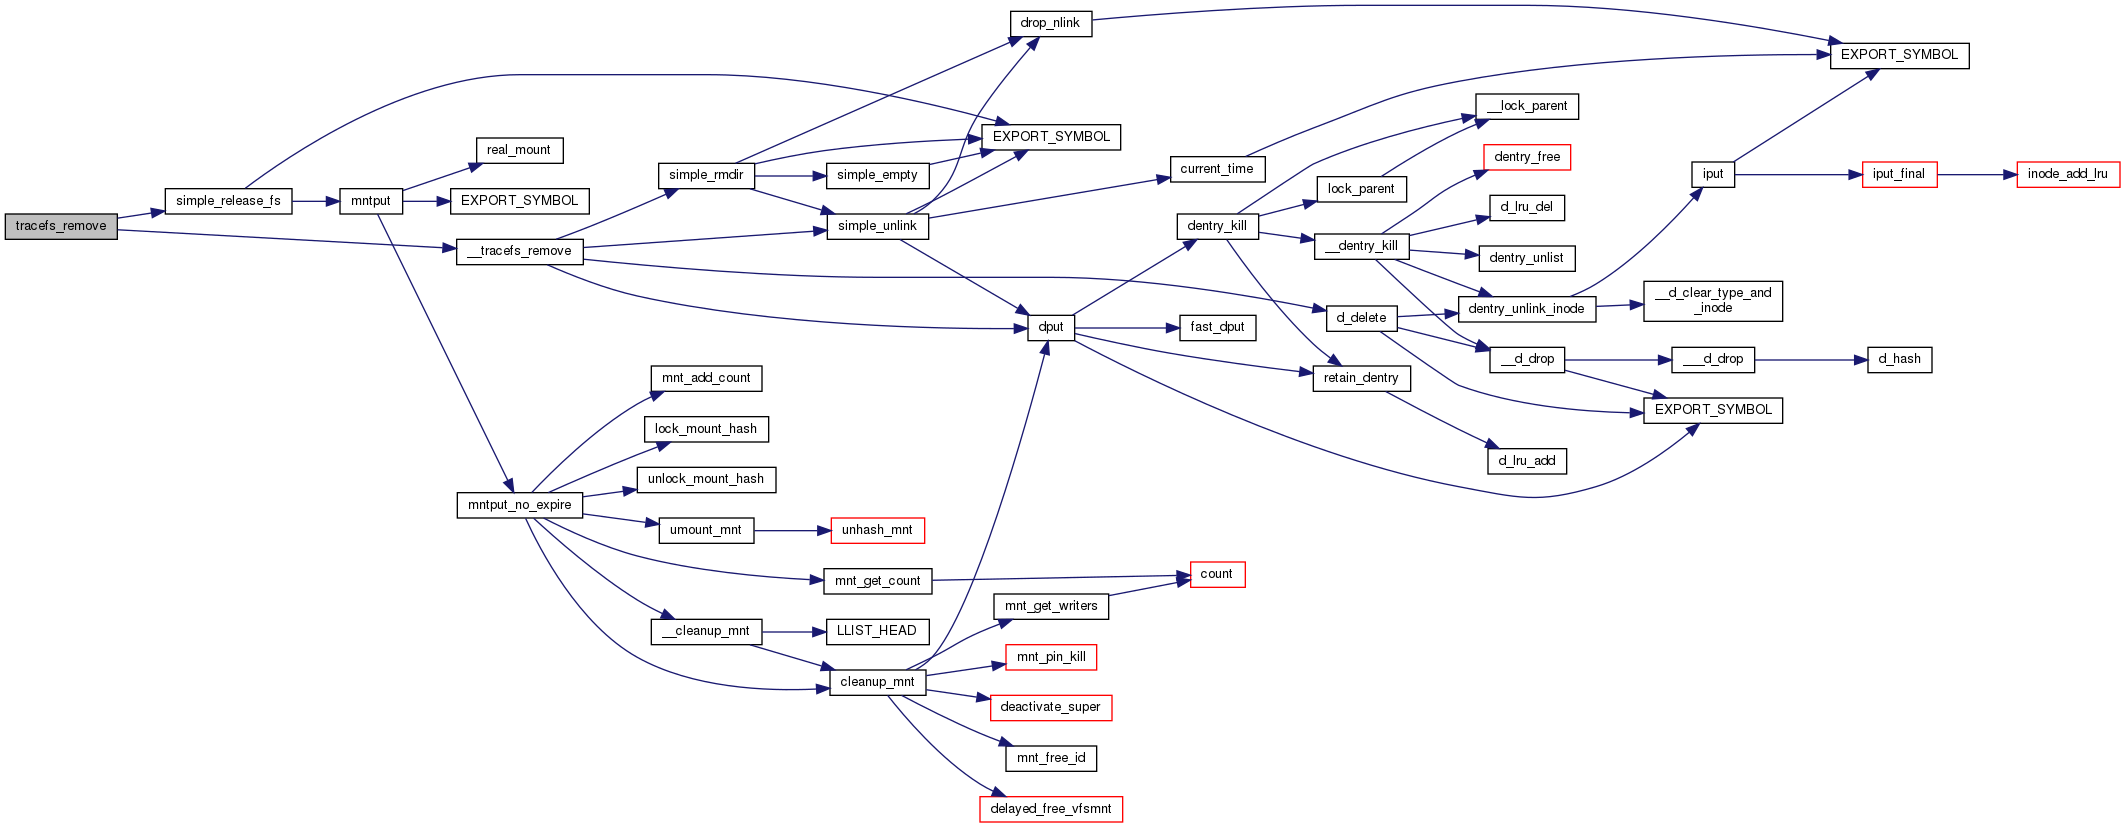 tracefs_remove
simple_release_fs
mntput
real_mount
EXPORT_SYMBOL
__tracefs_remove
mntput_no_expire
simple_rmdir
mnt_add_count
lock_mount_hash
unlock_mount_hash
umount_mnt
unhash_mnt
mnt_get_count
__cleanup_mnt
LLIST_HEAD
cleanup_mnt
drop_nlink
EXPORT_SYMBOL
simple_empty
simple_unlink
dput
count
mnt_get_writers
mnt_pin_kill
deactivate_super
mnt_free_id
delayed_free_vfsmnt
current_time
dentry_kill
fast_dput
lock_parent
__dentry_kill
d_delete
retain_dentry
__lock_parent
dentry_free
d_lru_del
dentry_unlist
dentry_unlink_inode
__d_drop
d_lru_add
iput
__d_clear_type_and
_inode
___d_drop
EXPORT_SYMBOL
EXPORT_SYMBOL
iput_final
d_hash
inode_add_lru